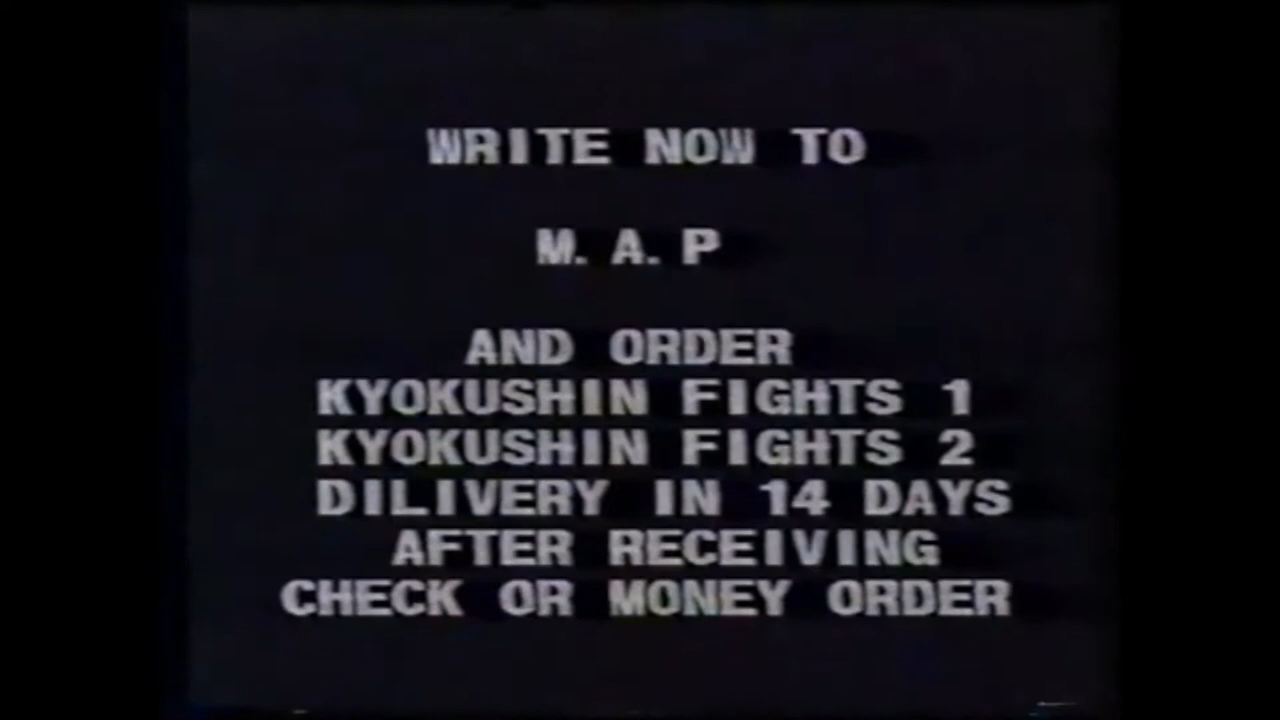 WRITE NOW TO
M. A. P
AND ORDER
KYOKUSHIN FIGHTS 1
KYOKUSHIN FIGHTS 2
DILIVERY IN 14 DAYS
AFTER RECEIVING
CHECK OR MONEY ORDER